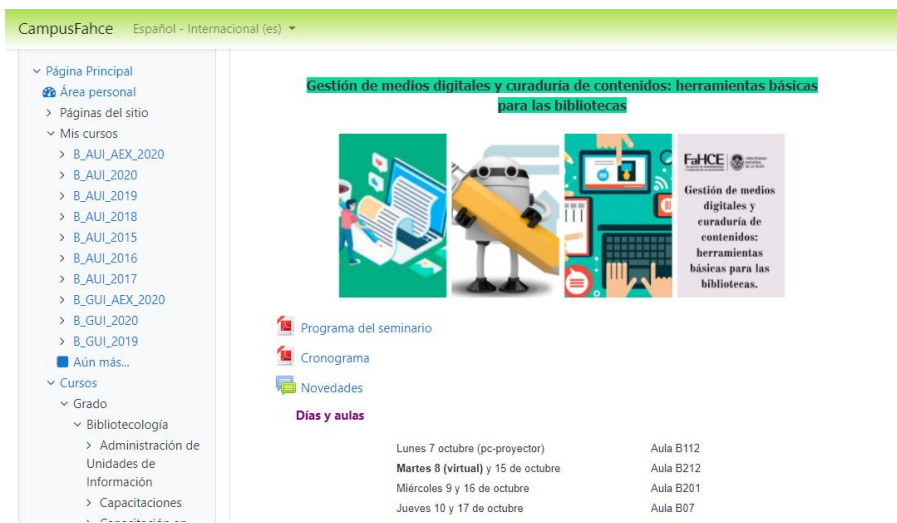 CampusFahce Español - Internacional (es)
Página Principal
Área personal
Páginas del sitio
Mis cursos
B_AUI_AEX_2020
B_AUI_2020
B_AUI_2019
B_AUI_2018
B_AUI_2015
B_AUI_2016
B_AUI_2017
B_GUI_AEX_2020
B_GUI_2020
B_GUI_2019
Aún más...
Cursos
Grado
Bibliotecología
Administración de
Unidades de
Información
Capacitaciones
Gestión de medios digitales y curaduría de contenidos: herramientas básicas
para las bibliotecas
FaHCE
Gestión de medios
digitales y
curaduría de
contenidos:
herramientas
básicas para las
bibliotecas.
Programa del seminario
Cronograma
Novedades
Días y aulas
Lunes 7 octubre (pc-proyector) Aula B112
Martes 8 (virtual) y 15 de octubre Aula B212
Miércoles 9 y 16 de octubre Aula B201
Jueves 10 y 17 de octubre Aula B07